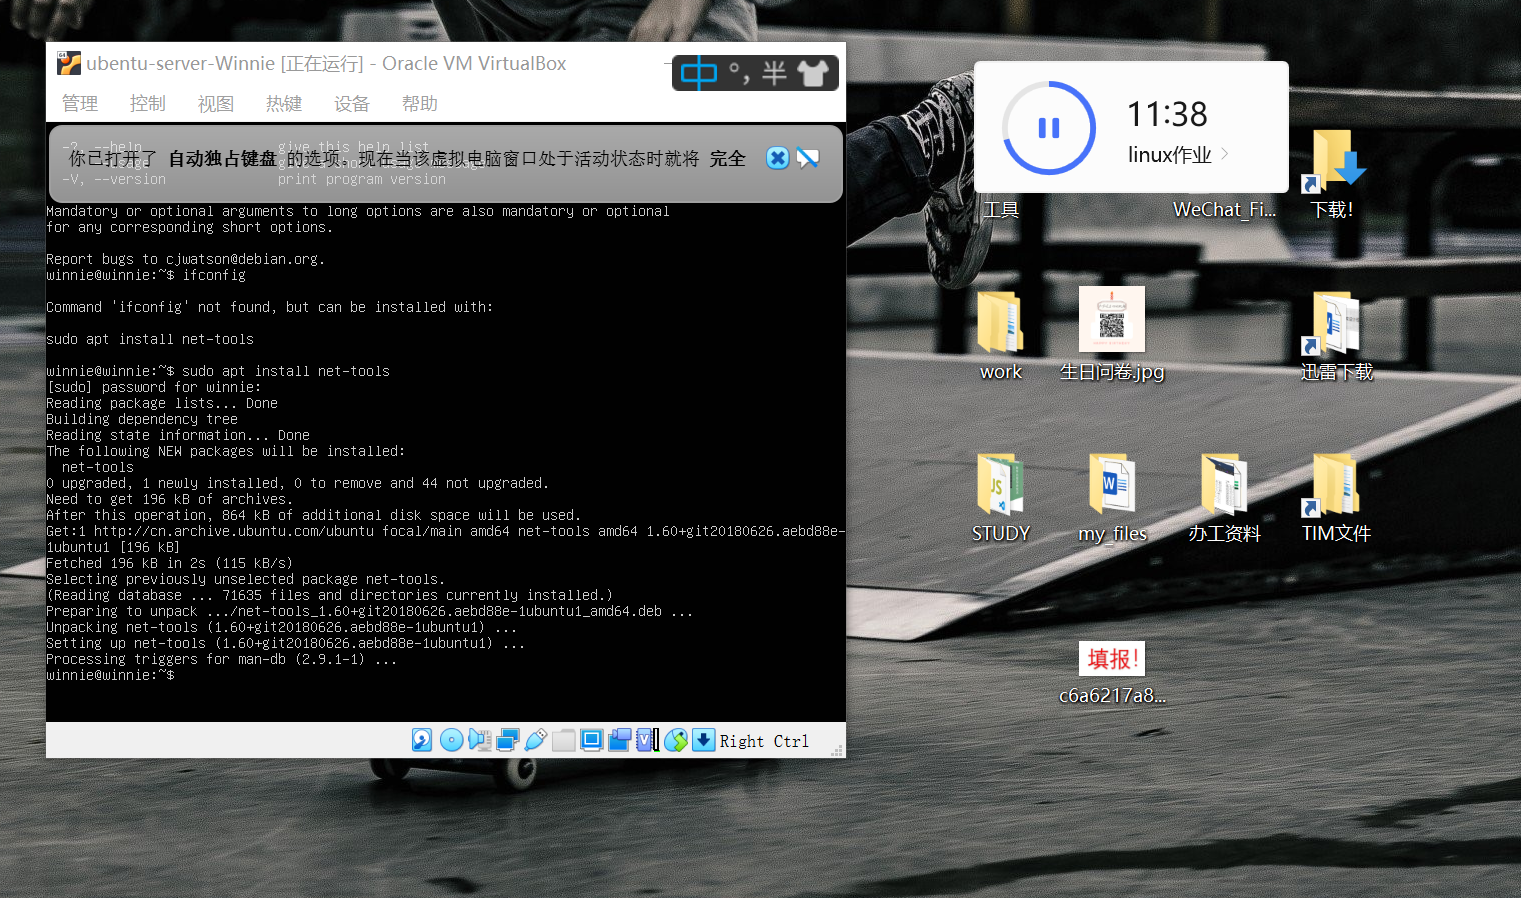 ubentu-server-Winnie [正在运行] - Oracle VM VirtualBox
中 °, 半
管理 控制 视图 热键 设备 帮助
-?, --help give this help list
你已打开了 自动独占键盘 的选项。现在当该虚拟电脑窗口处于活动状态时就将 完全
-V, --version print program version
Mandatory or optional arguments to long options are also mandatory or optional
for any corresponding short options.
Report bugs to cjwatson@debian.org.
winnie@winnie:~$ ifconfig
Command 'ifconfig' not found, but can be installed with:
sudo apt install net-tools
winnie@winnie:~$ sudo apt install net-tools
[sudo] password for winnie:
Reading package lists... Done
Building dependency tree
Reading state information... Done
The following NEW packages will be installed:
net-tools
0 upgraded, 1 newly installed, 0 to remove and 44 not upgraded.
Need to get 196 kB of archives.
After this operation, 864 kB of additional disk space will be used.
Get:1 http://cn.archive.ubuntu.com/ubuntu focal/main amd64 net-tools amd64 1.60+git20180626.aebd88e-
1ubuntu1 [196 kB]
Fetched 196 kB in 2s (115 kB/s)
Selecting previously unselected package net-tools.
(Reading database ... 71635 files and directories currently installed.)
Preparing to unpack .../net-tools_1.60+git20180626.aebd88e-1ubuntu1_amd64.deb ...
Unpacking net-tools (1.60+git20180626.aebd88e-1ubuntu1) ...
Setting up net-tools (1.60+git20180626.aebd88e-1ubuntu1) ...
Processing triggers for man-db (2.9.1-1) ...
winnie@winnie:~$
Right Ctrl
11:38
linux作业
工具 WeChat_Fi... 下载!
work 生日问卷.jpg 迅雷下载
STUDY my_files 办工资料 TIM文件
填报!
c6a6217a8...